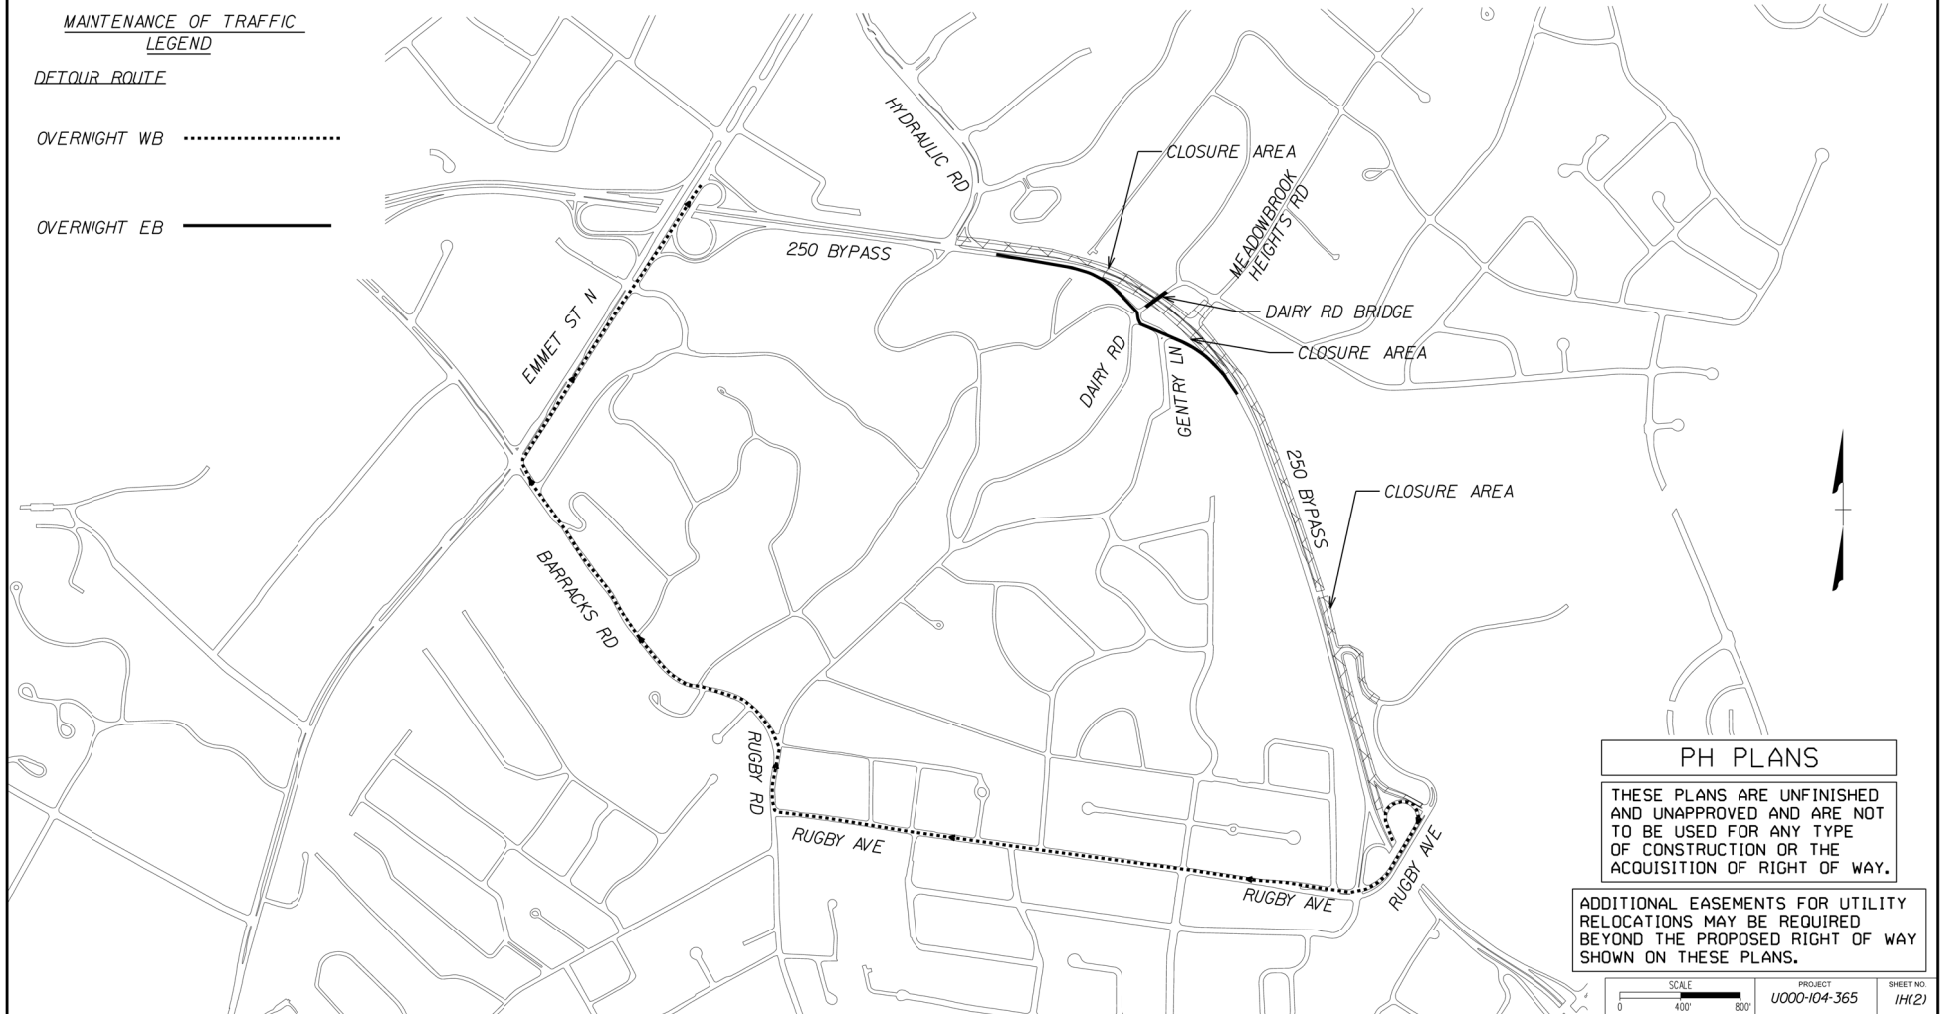 MAINTENANCE OF TRAFFIC
LEGEND
DETOUR ROUTE
OVERNIGHT WB
OVERNIGHT EB
HYDRAULIC RD
CLOSURE AREA
MEADOWBROOK
HEIGHTS RD
250 BYPASS
EMMET ST N
DAIRY RD BRIDGE
CLOSURE AREA
DAIRY RD
GENTRY LN
250 BYPASS
CLOSURE AREA
BARRACKS RD
RUGBY RD
RUGBY AVE
RUGBY AVE
RUGBY AVE
PH PLANS
THESE PLANS ARE UNFINISHED
AND UNAPPROVED AND ARE NOT
TO BE USED FOR ANY TYPE
OF CONSTRUCTION OR THE
ACQUISITION OF RIGHT OF WAY.
ADDITIONAL EASEMENTS FOR UTILITY
RELOCATIONS MAY BE REQUIRED
BEYOND THE PROPOSED RIGHT OF WAY
SHOWN ON THESE PLANS.
SCALE
0 400' 800'
PROJECT
U000-104-365
SHEET NO.
1H(2)